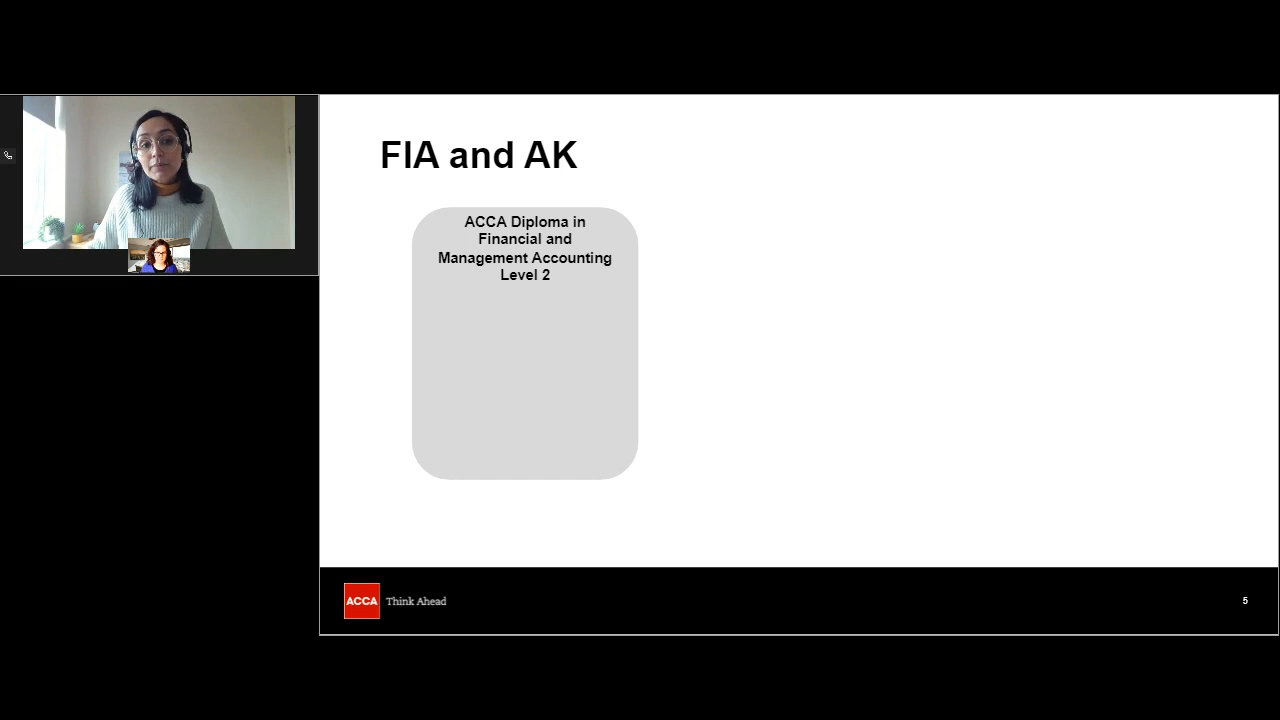 FIA and AK
ACCA Diploma in
Financial and
Management Accounting
Level 2
ACCA Think Ahead
5